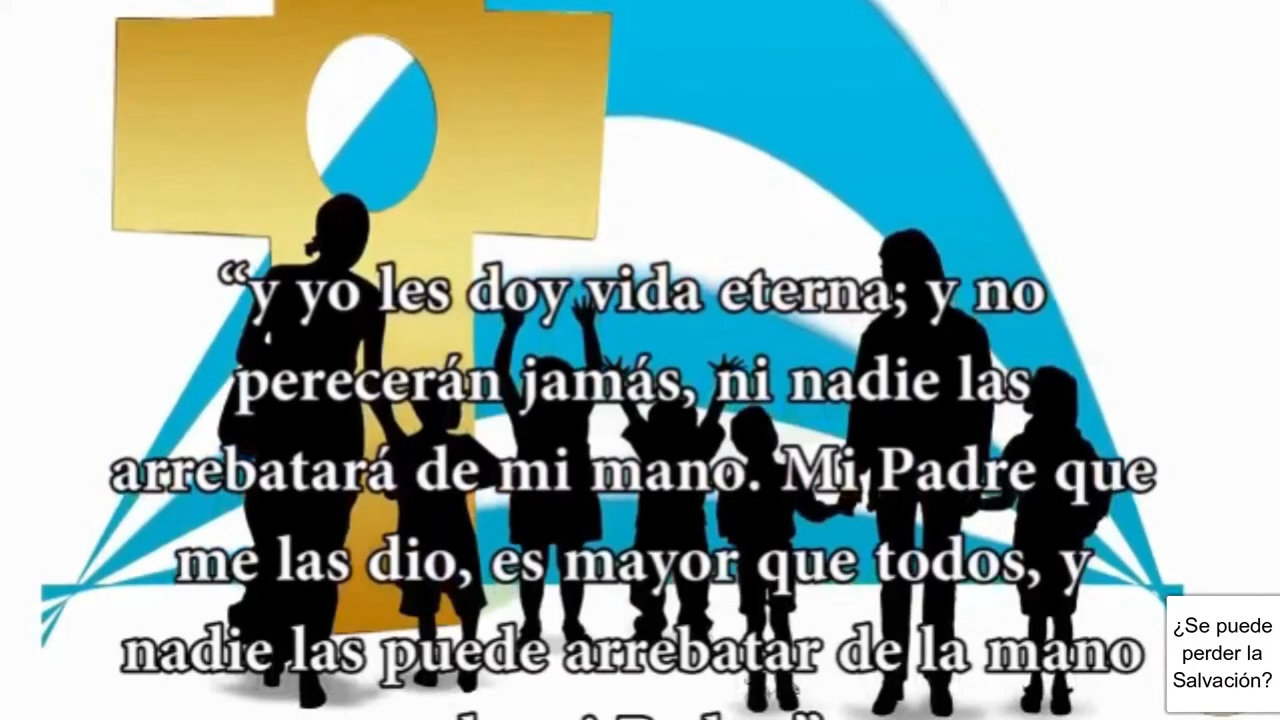 “y yo les doy vida eterna; y no
perecerán jamás, ni nadie las
arrebatará de mi mano. Mi Padre que
me las dio, es mayor que todos, y
nadie las puede arrebatar de la mano
¿Se puede
perder la
Salvación?